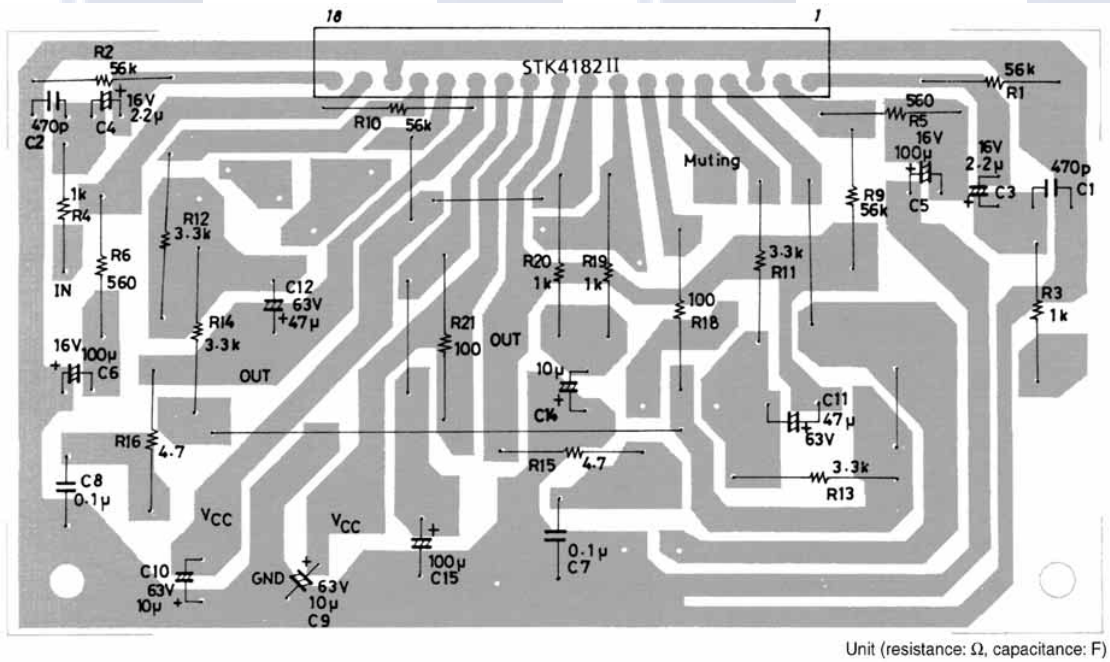 18
1
STK4182II
R2
56k
16V
2.2µ
470p
C2
C4
R10
56k
56k
R1
560
R5
16V
100µ
C5
16V
2.2µ
C3
470p
C1
Muting
R9
56k
1k
R4
R12
3.3k
R6
560
IN
C12
63V
47µ
R14
3.3k
R20
1k
R19
1k
3.3k
R11
100
R18
R3
1k
R21
100
OUT
16V
100µ
C6
OUT
10µ
C14
C11
47µ
63V
R16
4.7
R15
4.7
3.3k
R13
C8
0.1µ
VCC
VCC
100µ
C15
0.1µ
C7
C10
63V
10µ
GND
63V
10µ
C9
Unit (resistance: Ω, capacitance: F)